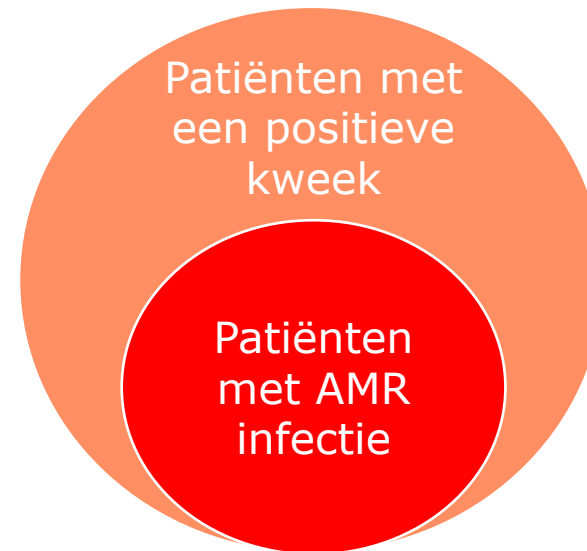 Patiënten met
een positieve
kweek
Patiënten
met AMR
infectie